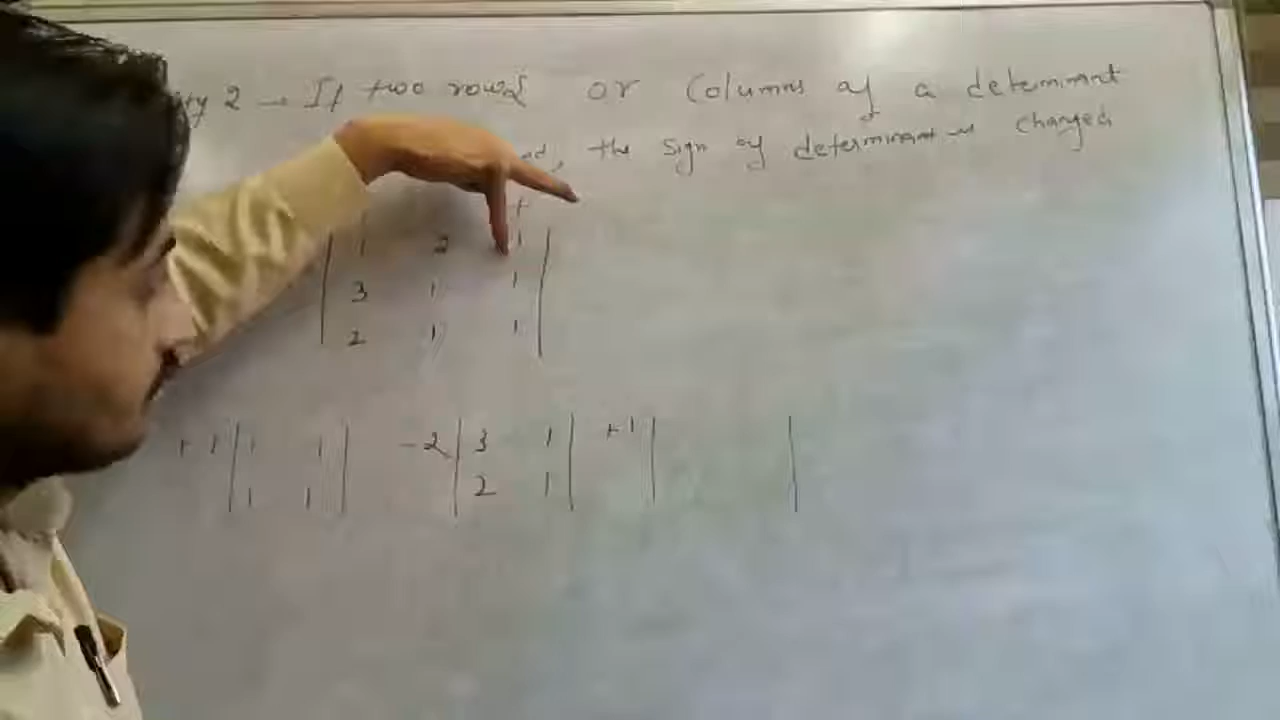 ty 2 → If two rows or Columns of a determinant
ed, the sign of determinant is changed
+
1 2 1
3 1 1
2 1 1
+1 | 1 1 | -2 | 3 1 | +1 | |
| 1 1 | | 2 1 |